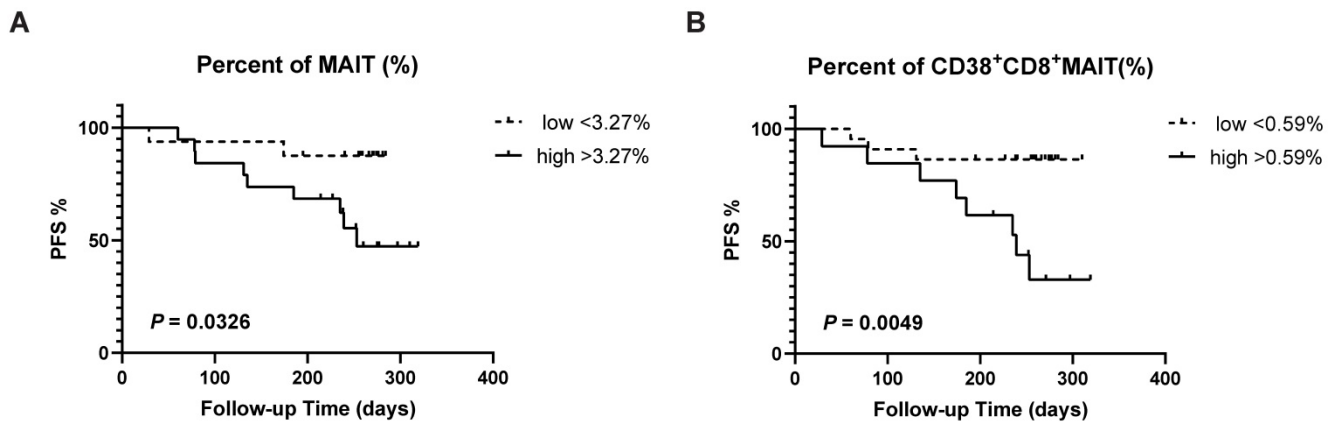 A
Percent of MAIT (%)
low <3.27%
high >3.27%
100
50
0
PFS %
P = 0.0326
0 100 200 300 400
Follow-up Time (days)
B
Percent of CD38⁺CD8⁺MAIT(%)
low <0.59%
high >0.59%
100
50
0
PFS %
P = 0.0049
0 100 200 300 400
Follow-up Time (days)